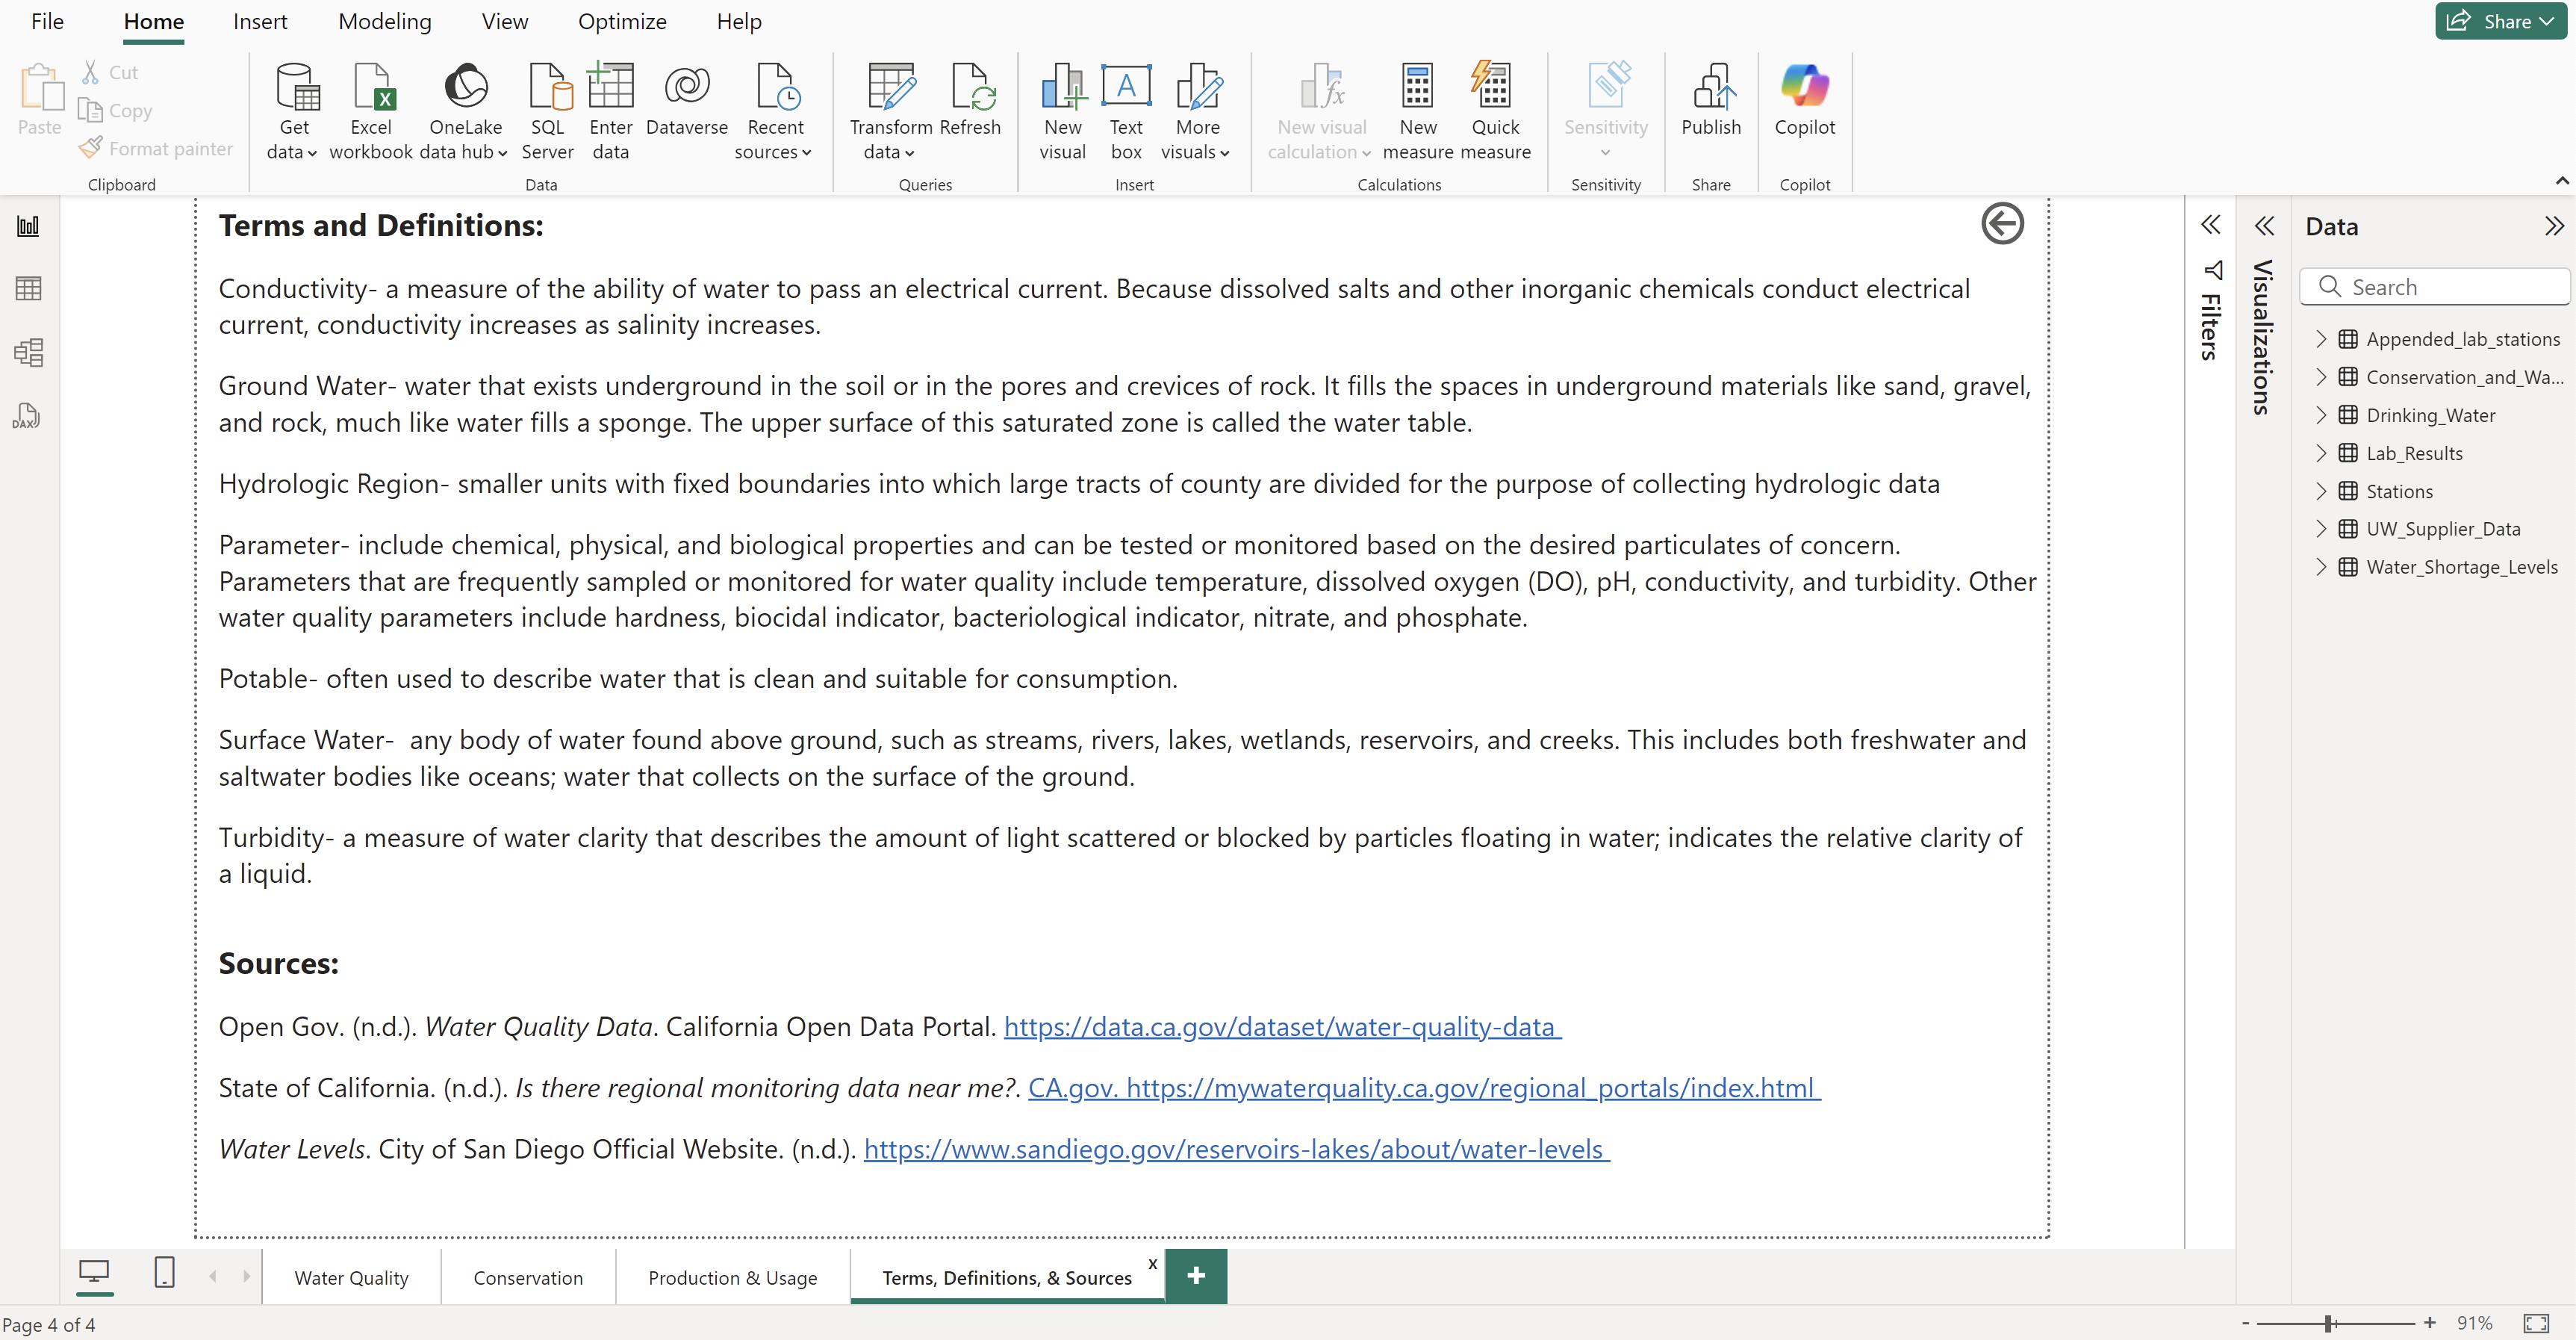 File Home Insert Modeling View Optimize Help Share
Paste Cut Copy Format painter
Clipboard
Get data Excel workbook OneLake data hub SQL Server Enter data Dataverse Recent sources
Data
Transform data Refresh
Queries
New visual Text box More visuals
Insert
New visual calculation New measure Quick measure
Calculations
Sensitivity
Sensitivity
Publish
Share
Copilot
Copilot
DAX
Terms and Definitions:
Conductivity- a measure of the ability of water to pass an electrical current. Because dissolved salts and other inorganic chemicals conduct electrical
current, conductivity increases as salinity increases.
Ground Water- water that exists underground in the soil or in the pores and crevices of rock. It fills the spaces in underground materials like sand, gravel,
and rock, much like water fills a sponge. The upper surface of this saturated zone is called the water table.
Hydrologic Region- smaller units with fixed boundaries into which large tracts of county are divided for the purpose of collecting hydrologic data
Parameter- include chemical, physical, and biological properties and can be tested or monitored based on the desired particulates of concern.
Parameters that are frequently sampled or monitored for water quality include temperature, dissolved oxygen (DO), pH, conductivity, and turbidity. Other
water quality parameters include hardness, biocidal indicator, bacteriological indicator, nitrate, and phosphate.
Potable- often used to describe water that is clean and suitable for consumption.
Surface Water-  any body of water found above ground, such as streams, rivers, lakes, wetlands, reservoirs, and creeks. This includes both freshwater and
saltwater bodies like oceans; water that collects on the surface of the ground.
Turbidity- a measure of water clarity that describes the amount of light scattered or blocked by particles floating in water; indicates the relative clarity of
a liquid.
Sources:
Open Gov. (n.d.). Water Quality Data. California Open Data Portal. https://data.ca.gov/dataset/water-quality-data
State of California. (n.d.). Is there regional monitoring data near me?. CA.gov. https://mywaterquality.ca.gov/regional_portals/index.html
Water Levels. City of San Diego Official Website. (n.d.). https://www.sandiego.gov/reservoirs-lakes/about/water-levels
Filters
Visualizations
Data
Search
Appended_lab_stations
Conservation_and_Wa...
Drinking_Water
Lab_Results
Stations
UW_Supplier_Data
Water_Shortage_Levels
Water Quality Conservation Production & Usage Terms, Definitions, & Sources x +
Page 4 of 4
- + 91%